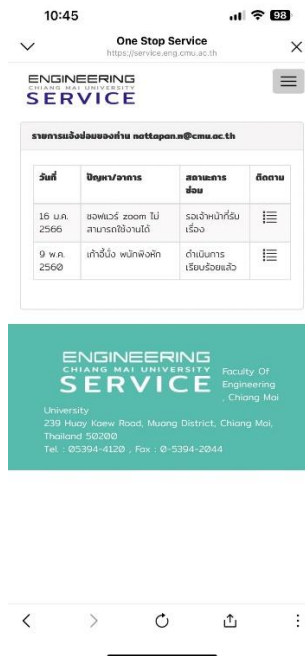 10:45
98
One Stop Service
https://service.eng.cmu.ac.th
ENGINEERING
CHIANG MAI UNIVERSITY
SERVICE
รายการแจ้งซ่อมของท่าน nattapan.n@cmu.ac.th
วันที่ ปัญหา/อาการ สถานะการซ่อม ติดตาม
16 ม.ค. 2566 ซอฟแวร์ zoom ไม่สามารถใช้งานได้ รอเจ้าหน้าที่รับเรื่อง
9 พ.ค. 2560 เก้าอี้นั่ง พนักพิงหัก ดำเนินการเรียบร้อยแล้ว
ENGINEERING
CHIANG MAI UNIVERSITY
SERVICE
Faculty Of
Engineering
, Chiang Mai
University
239 Huay Kaew Road, Muang District, Chiang Mai,
Thailand 50200
Tel. : 05394-4120 , Fax : 0-5394-2044